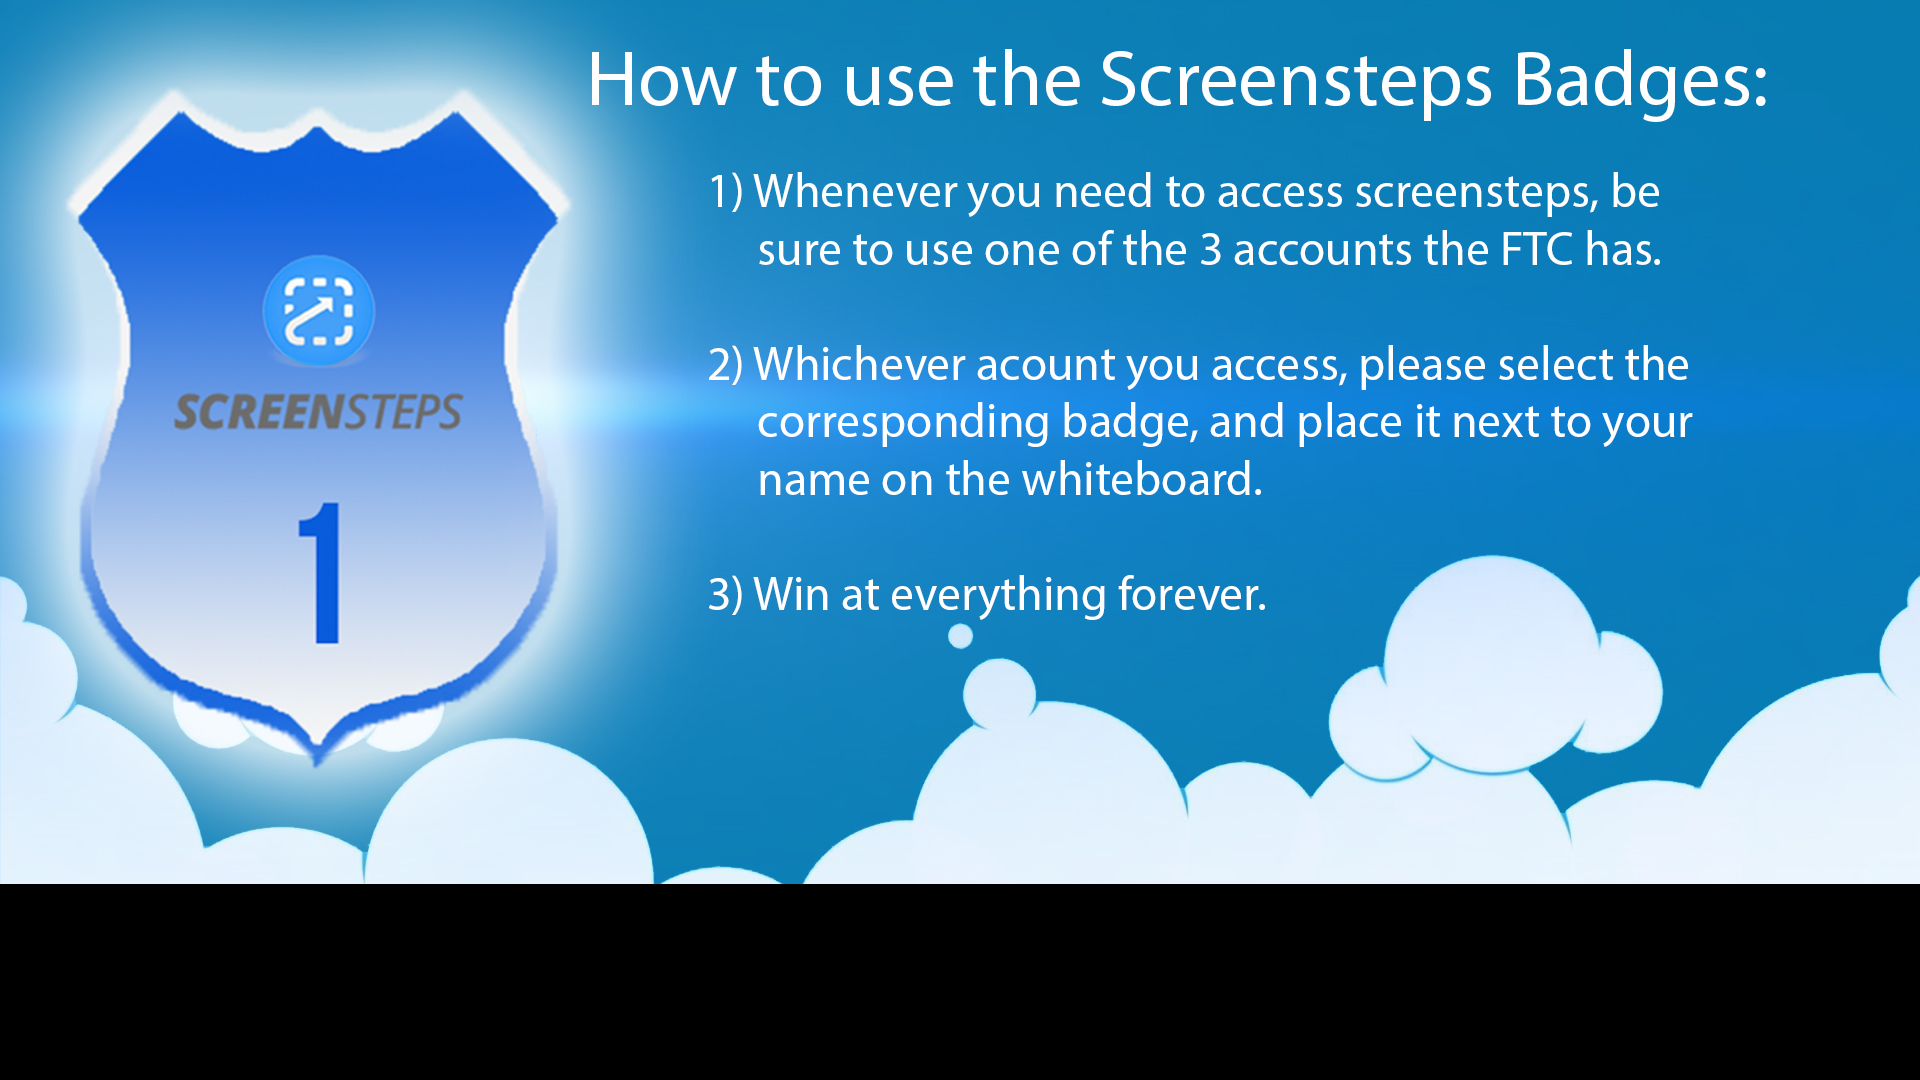 How to use the Screensteps Badges:
1) Whenever you need to access screensteps, be
sure to use one of the 3 accounts the FTC has.
2) Whichever acount you access, please select the
corresponding badge, and place it next to your
name on the whiteboard.
3) Win at everything forever.
SCREENSTEPS
1